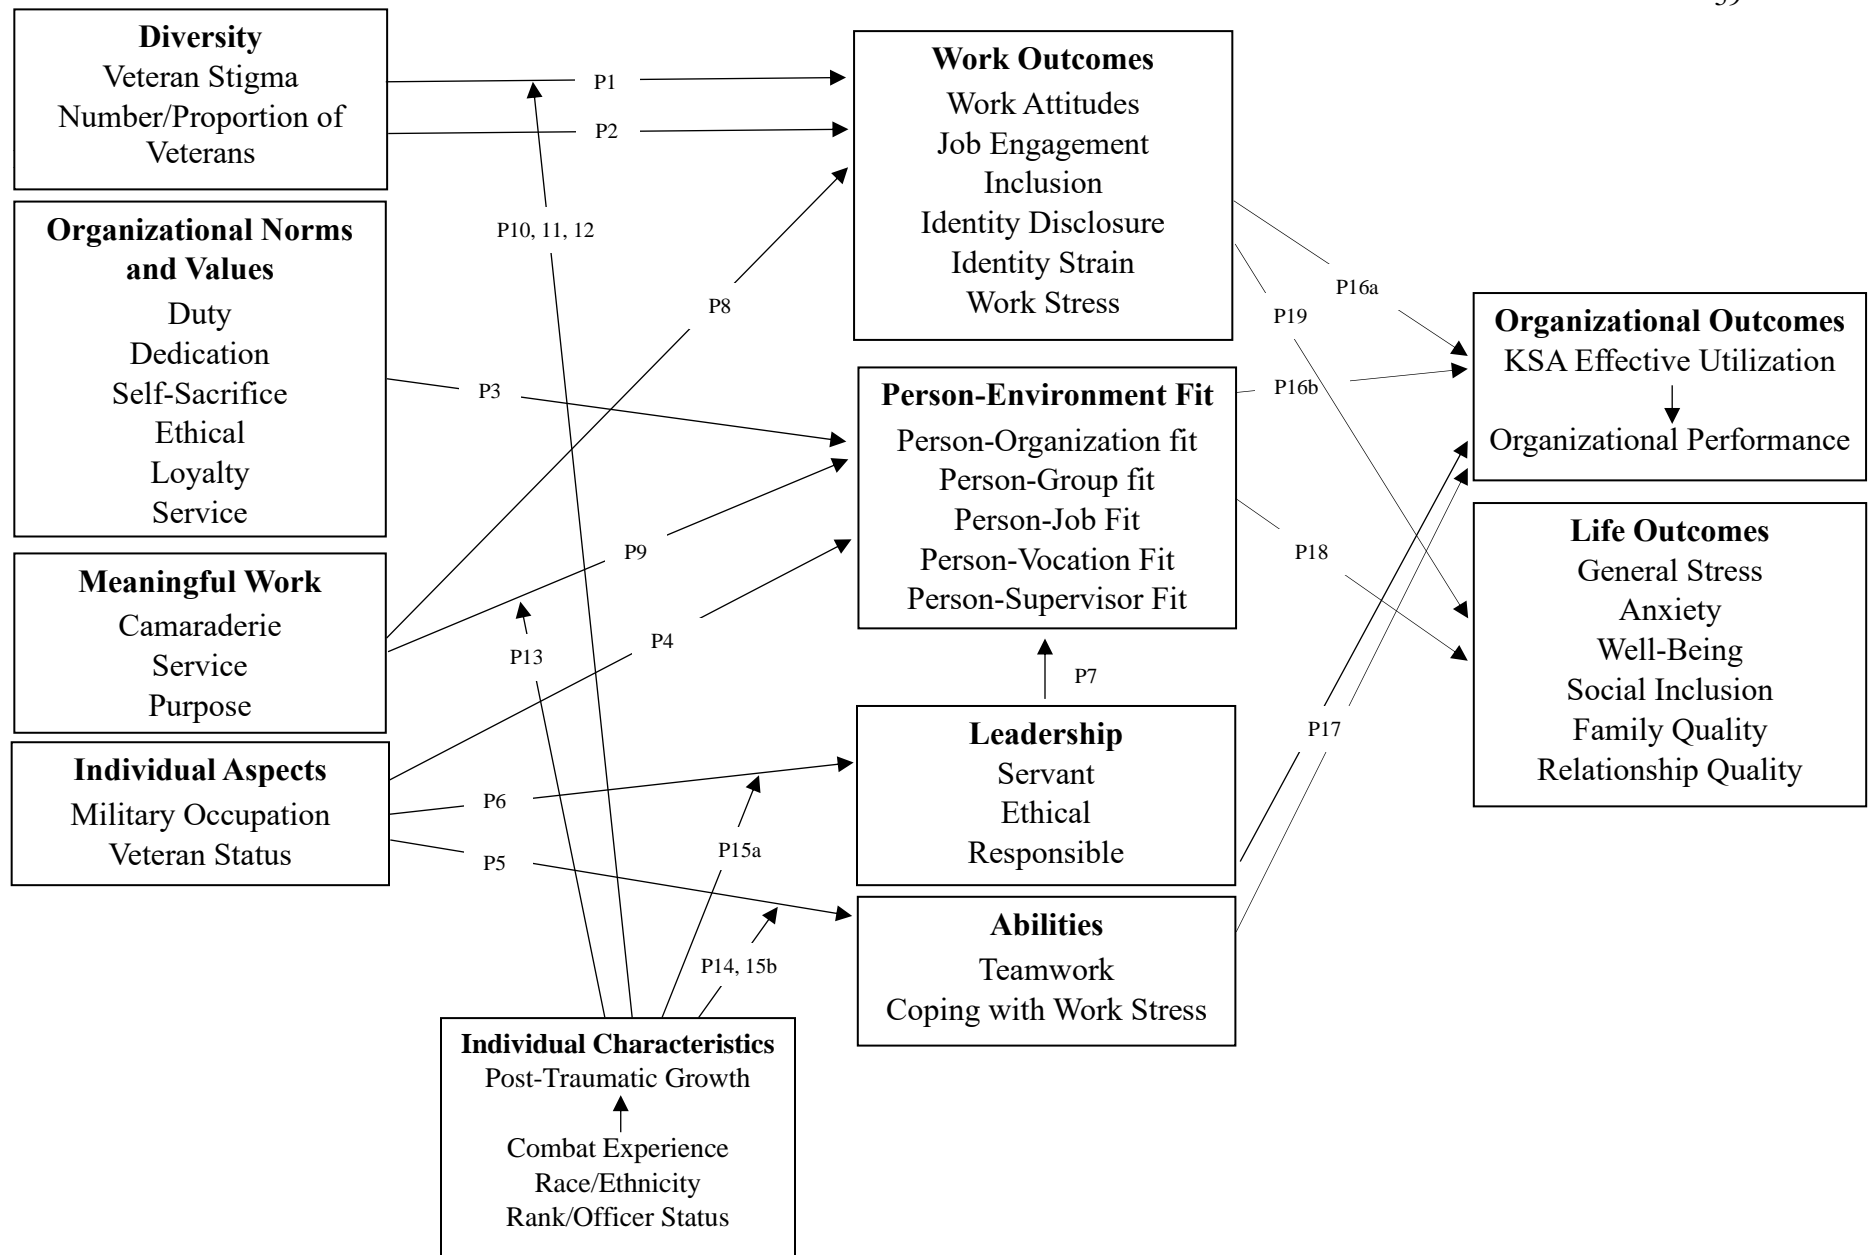 Diversity
Veteran Stigma
Number/Proportion of
Veterans
Organizational Norms
and Values
Duty
Dedication
Self-Sacrifice
Ethical
Loyalty
Service
Meaningful Work
Camaraderie
Service
Purpose
Individual Aspects
Military Occupation
Veteran Status
P1
P2
P10, 11, 12
P8
P3
P9
P13
P4
P6
P5
P15a
P14, 15b
Individual Characteristics
Post-Traumatic Growth
Combat Experience
Race/Ethnicity
Rank/Officer Status
Work Outcomes
Work Attitudes
Job Engagement
Inclusion
Identity Disclosure
Identity Strain
Work Stress
Person-Environment Fit
Person-Organization fit
Person-Group fit
Person-Job Fit
Person-Vocation Fit
Person-Supervisor Fit
P7
Leadership
Servant
Ethical
Responsible
Abilities
Teamwork
Coping with Work Stress
P16a
P19
P16b
P18
P17
Organizational Outcomes
KSA Effective Utilization
Organizational Performance
Life Outcomes
General Stress
Anxiety
Well-Being
Social Inclusion
Family Quality
Relationship Quality